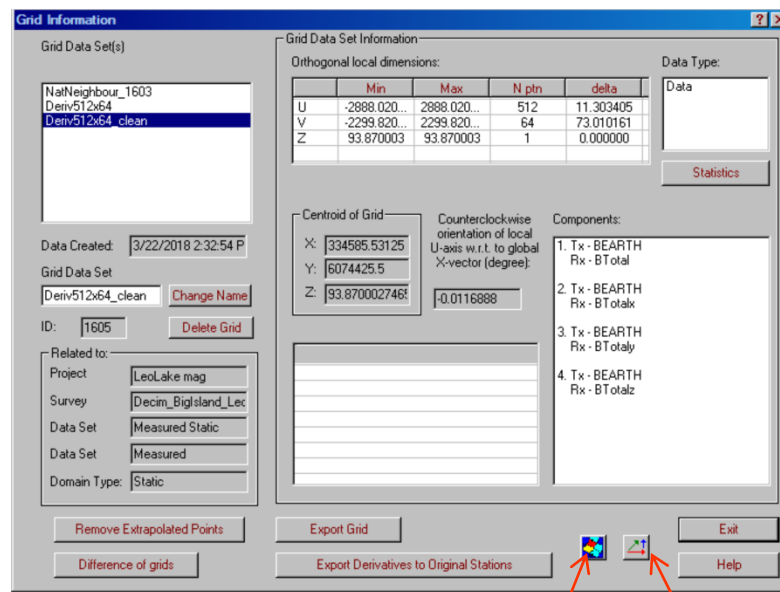 Grid Information
Grid Data Set(s)
NatNeighbour_1603
Deriv512x64
Deriv512x64_clean
Data Created: 3/22/2018 2:32:54 P
Grid Data Set
Deriv512x64_clean Change Name
ID: 1605 Delete Grid
Related to:
Project LeoLake mag
Survey Decim_BigIsland_Lec
Data Set Measured Static
Data Set Measured
Domain Type: Static
Remove Extrapolated Points
Difference of grids
Grid Data Set Information
Orthogonal local dimensions:
Min Max N ptn delta
U -2888.020... 2888.020... 512 11.303405
V -2299.820... 2299.820... 64 73.010161
Z 93.870003 93.870003 1 0.000000
Data Type:
Data
Statistics
Centroid of Grid
X: 334585.53125
Y: 6074425.5
Z: 93.8700027465
Counterclockwise
orientation of local
U-axis w.r.t. to global
X-vector (degree):
-0.0116888
Components:
1. Tx - BEARTH
Rx - BTotal
2. Tx - BEARTH
Rx - BTotalx
3. Tx - BEARTH
Rx - BTotaly
4. Tx - BEARTH
Rx - BTotalz
Export Grid
Export Derivatives to Original Stations
Exit
Help